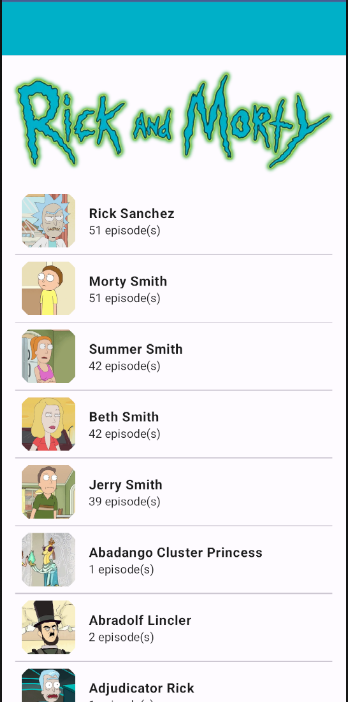 Rick and Morty
Rick Sanchez
51 episode(s)
Morty Smith
51 episode(s)
Summer Smith
42 episode(s)
Beth Smith
42 episode(s)
Jerry Smith
39 episode(s)
Abadango Cluster Princess
1 episode(s)
Abradolf Lincler
2 episode(s)
Adjudicator Rick